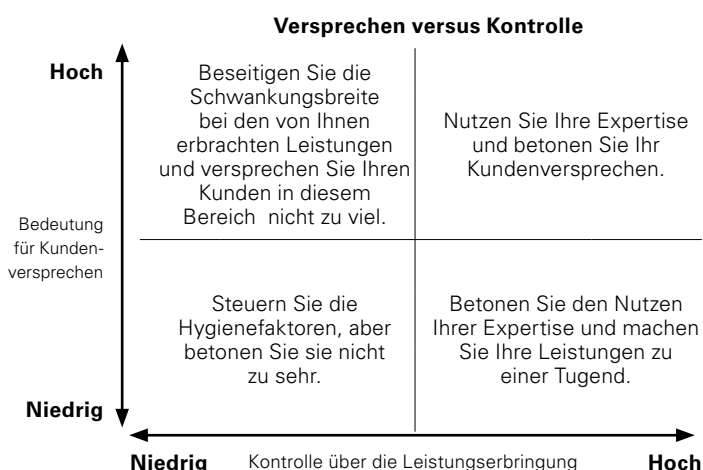 Versprechen versus Kontrolle
Hoch
Beseitigen Sie die
Schwankungsbreite
bei den von Ihnen
erbrachten Leistungen
und versprechen Sie Ihren
Kunden in diesem
Bereich  nicht zu viel.
Nutzen Sie Ihre Expertise
und betonen Sie Ihr
Kundenversprechen.
Bedeutung
für Kunden-
versprechen
Steuern Sie die
Hygienefaktoren, aber
betonen Sie sie nicht
zu sehr.
Betonen Sie den Nutzen
Ihrer Expertise und machen
Sie Ihre Leistungen zu
einer Tugend.
Niedrig
Niedrig
Kontrolle über die Leistungserbringung
Hoch